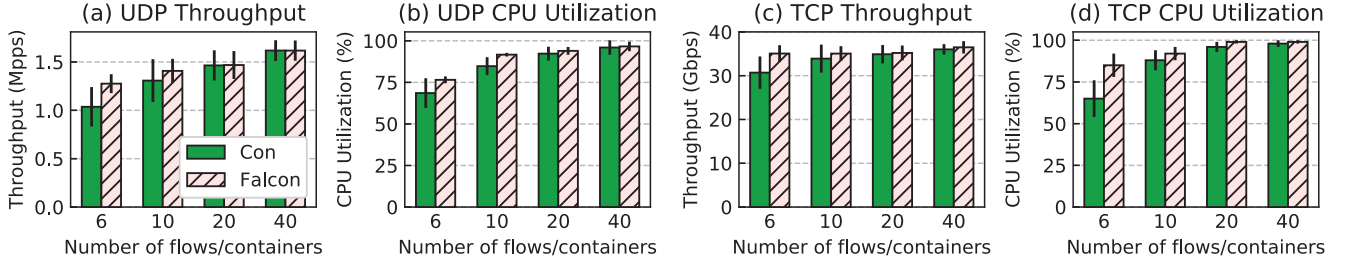 (a) UDP Throughput
Throughput (Mpps)
1.5
1.0
0.5
0.0
Con
Falcon
6 10 20 40
Number of flows/containers
(b) UDP CPU Utilization
CPU Utilization (%)
100
75
50
25
0
6 10 20 40
Number of flows/containers
(c) TCP Throughput
Throughput (Gbps)
40
30
20
10
0
6 10 20 40
Number of flows/containers
(d) TCP CPU Utilization
CPU Utilization (%)
100
75
50
25
0
6 10 20 40
Number of flows/containers